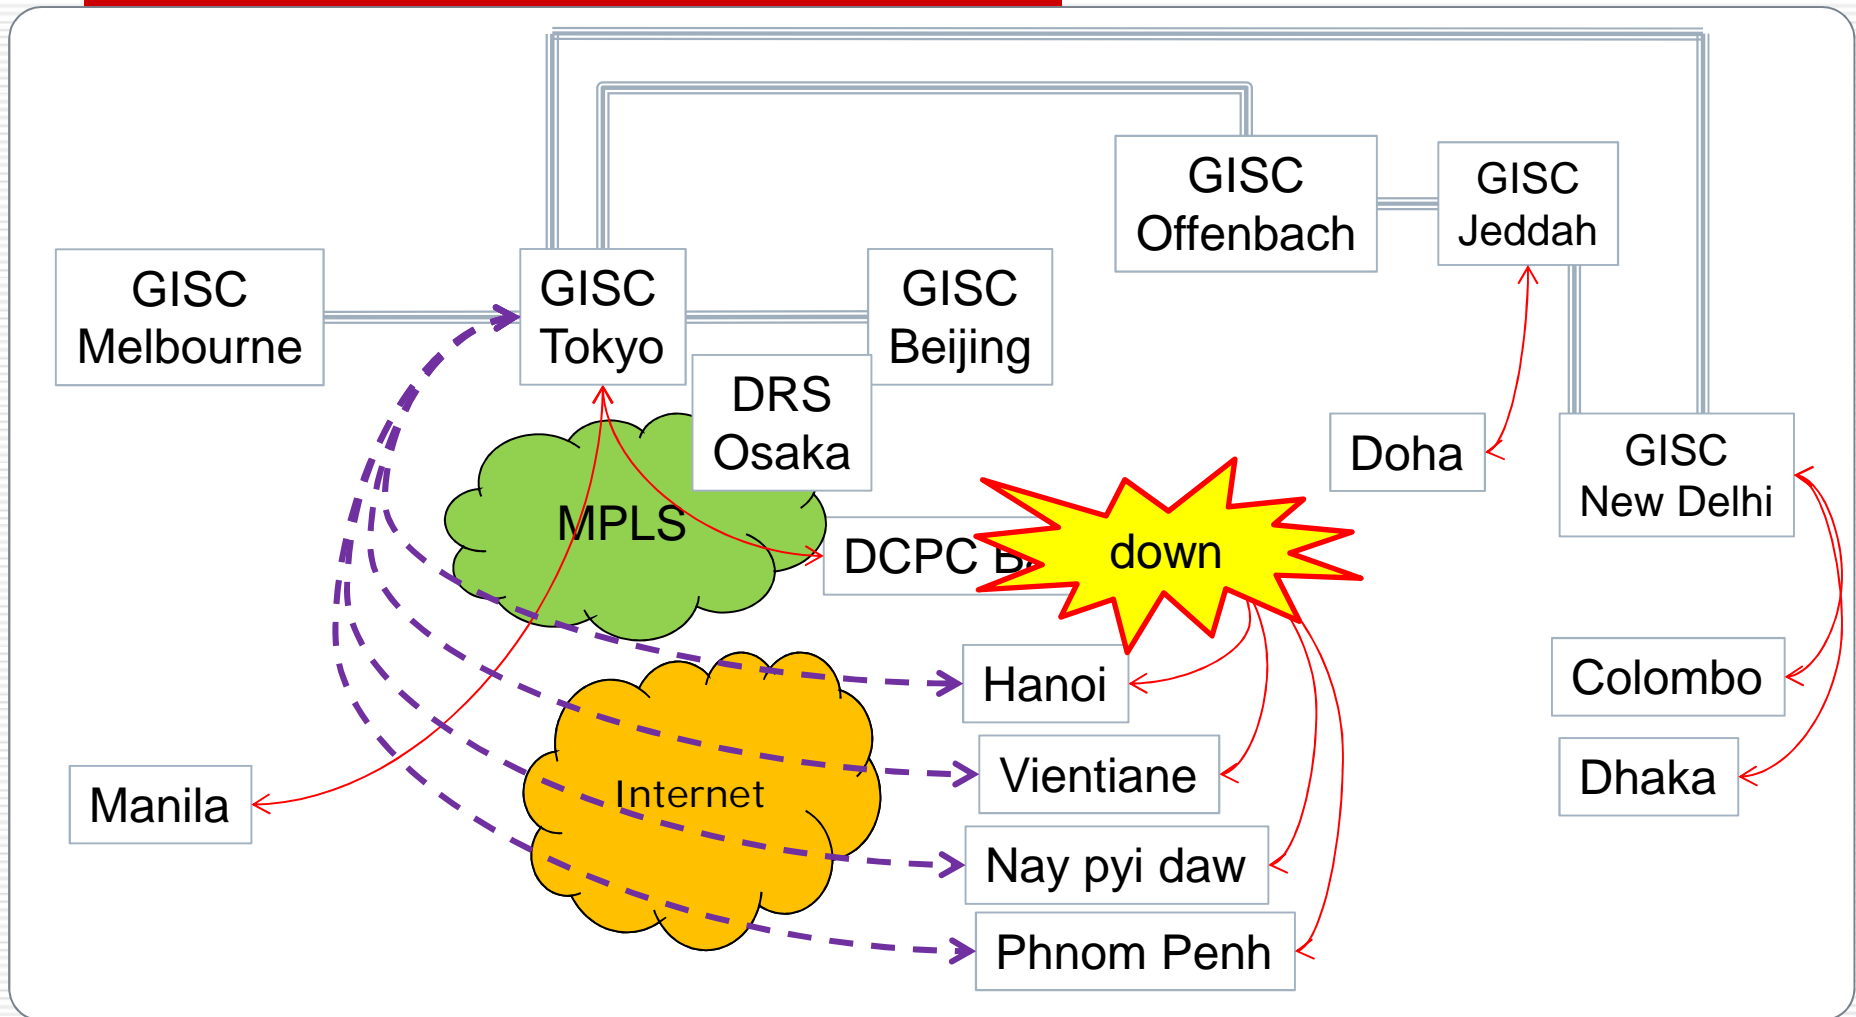 GISC
Offenbach
GISC
Jeddah
GISC
Melbourne
GISC
Tokyo
GISC
Beijing
DRS
Osaka
Doha
GISC
New Delhi
MPLS
DCPC
down
Hanoi
Colombo
Vientiane
Dhaka
Manila
Internet
Nay pyi daw
Phnom Penh